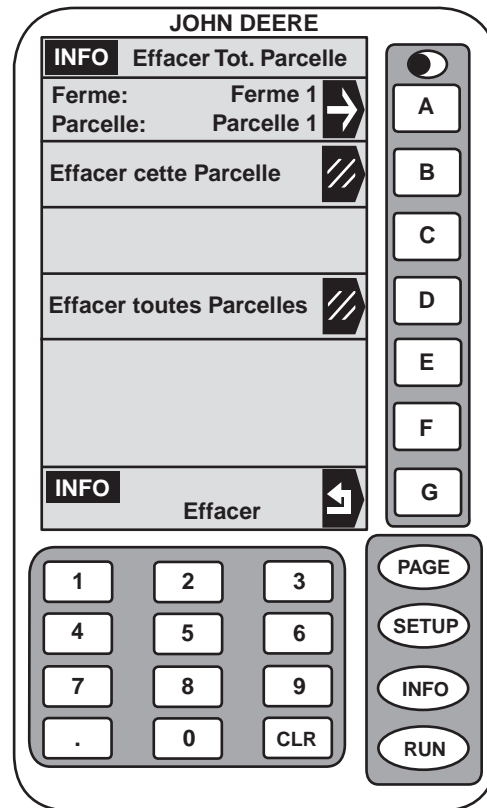 JOHN DEERE
INFO Effacer Tot. Parcelle
Ferme: Ferme 1
Parcelle: Parcelle 1
Effacer cette Parcelle
Effacer toutes Parcelles
INFO
Effacer
A
B
C
D
E
F
G
1 2 3
4 5 6
7 8 9
. 0 CLR
PAGE
SETUP
INFO
RUN